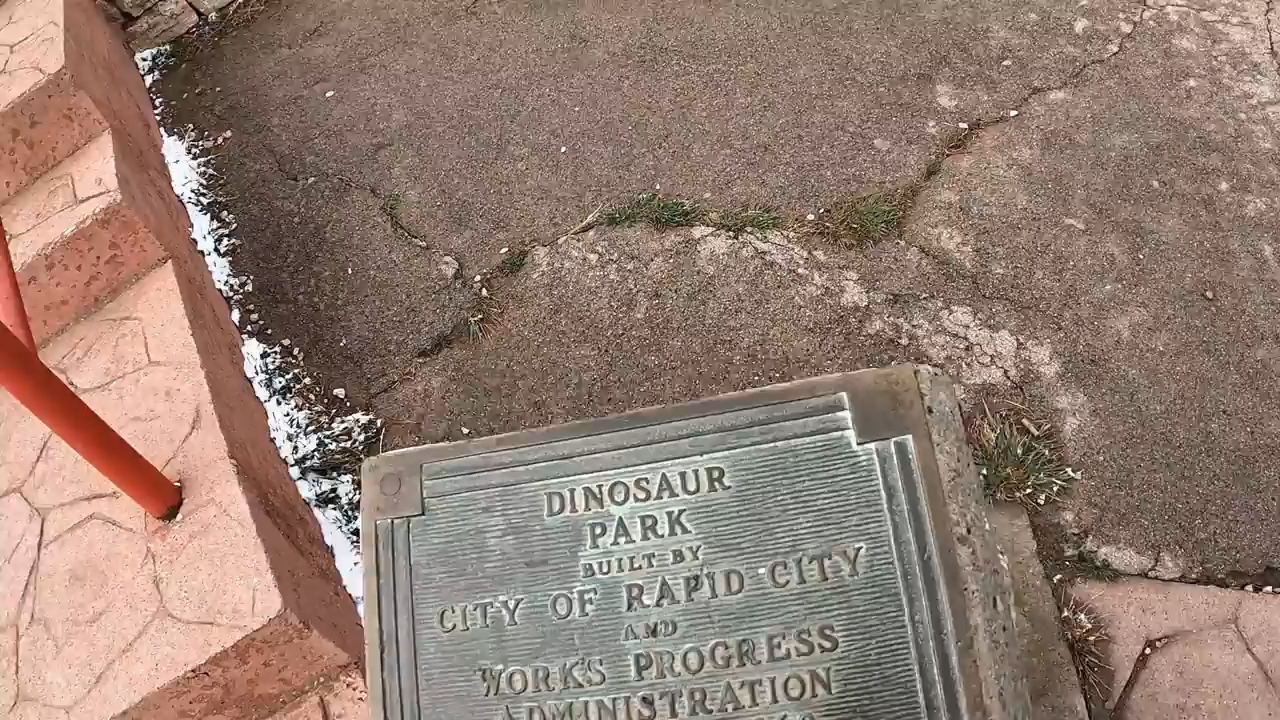 DINOSAUR
PARK
BUILT BY
CITY OF RAPID CITY
AND
WORKS PROGRESS
ADMINISTRATION